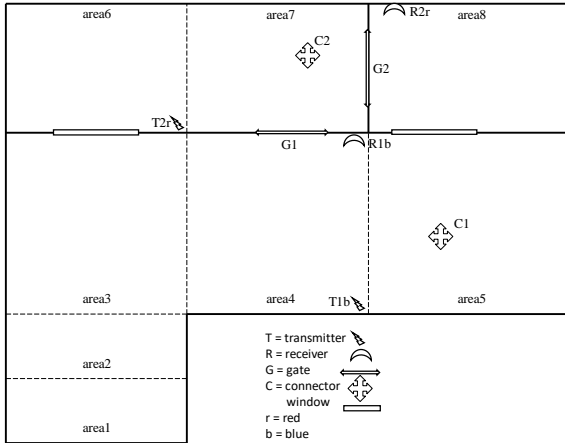 area6
area7
area8
R2r
C2
G2
T2r
G1
R1b
C1
area3
area4
T1b
area5
area2
area1
T = transmitter
R = receiver
G = gate
C = connector
window
r = red
b = blue